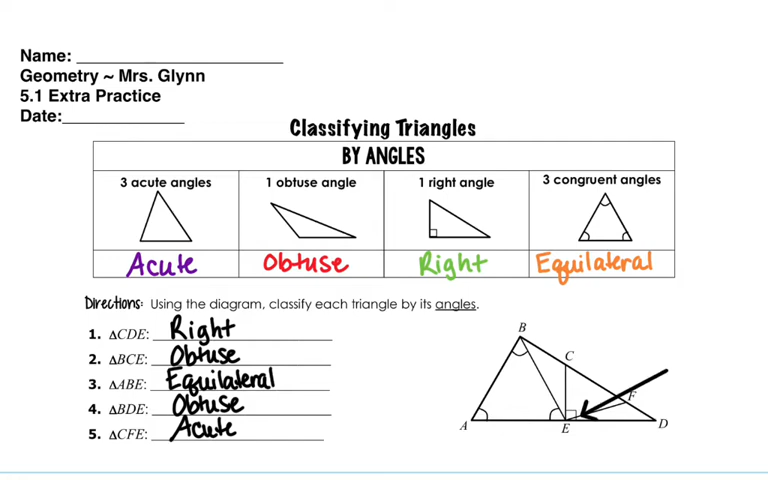 Name: ____________________
Geometry ~ Mrs. Glynn
5.1 Extra Practice
Date:____________
Classifying Triangles
BY ANGLES
3 acute angles 1 obtuse angle 1 right angle 3 congruent angles
Acute Obtuse Right Equilateral
Directions: Using the diagram, classify each triangle by its angles.
1. ΔCDE: Right
2. ΔBCE: Obtuse
3. ΔABE: Equilateral
4. ΔBDE: Obtuse
5. ΔCFE: Acute
B
C
F
A E D